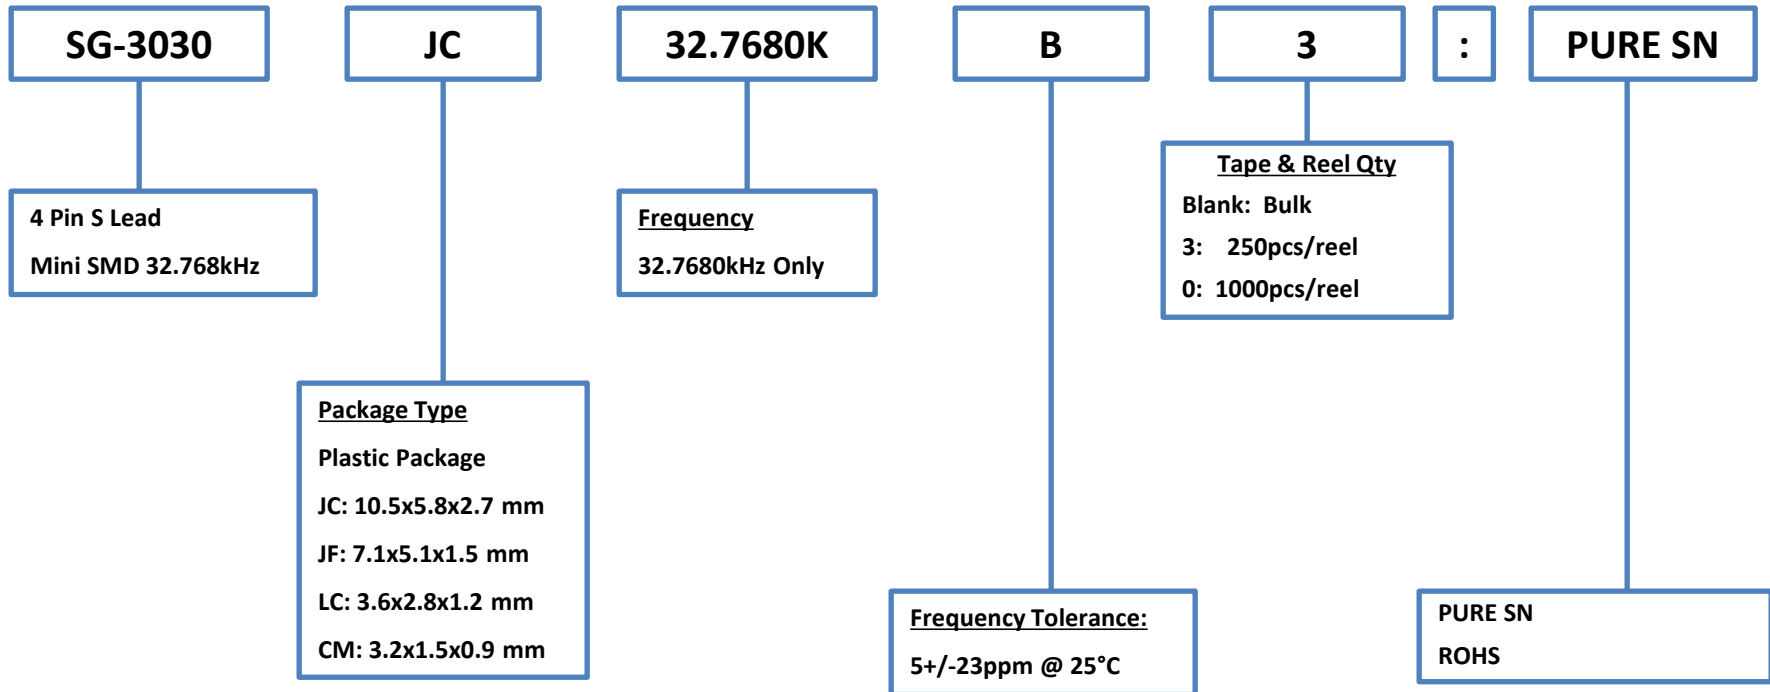 SG-3030 JC 32.7680K B 3 : PURE SN
4 Pin S Lead
Mini SMD 32.768kHz
Frequency
32.7680kHz Only
Tape & Reel Qty
Blank: Bulk
3: 250pcs/reel
0: 1000pcs/reel
Package Type
Plastic Package
JC: 10.5x5.8x2.7 mm
JF: 7.1x5.1x1.5 mm
LC: 3.6x2.8x1.2 mm
CM: 3.2x1.5x0.9 mm
Frequency Tolerance:
5+/-23ppm @ 25°C
PURE SN
ROHS